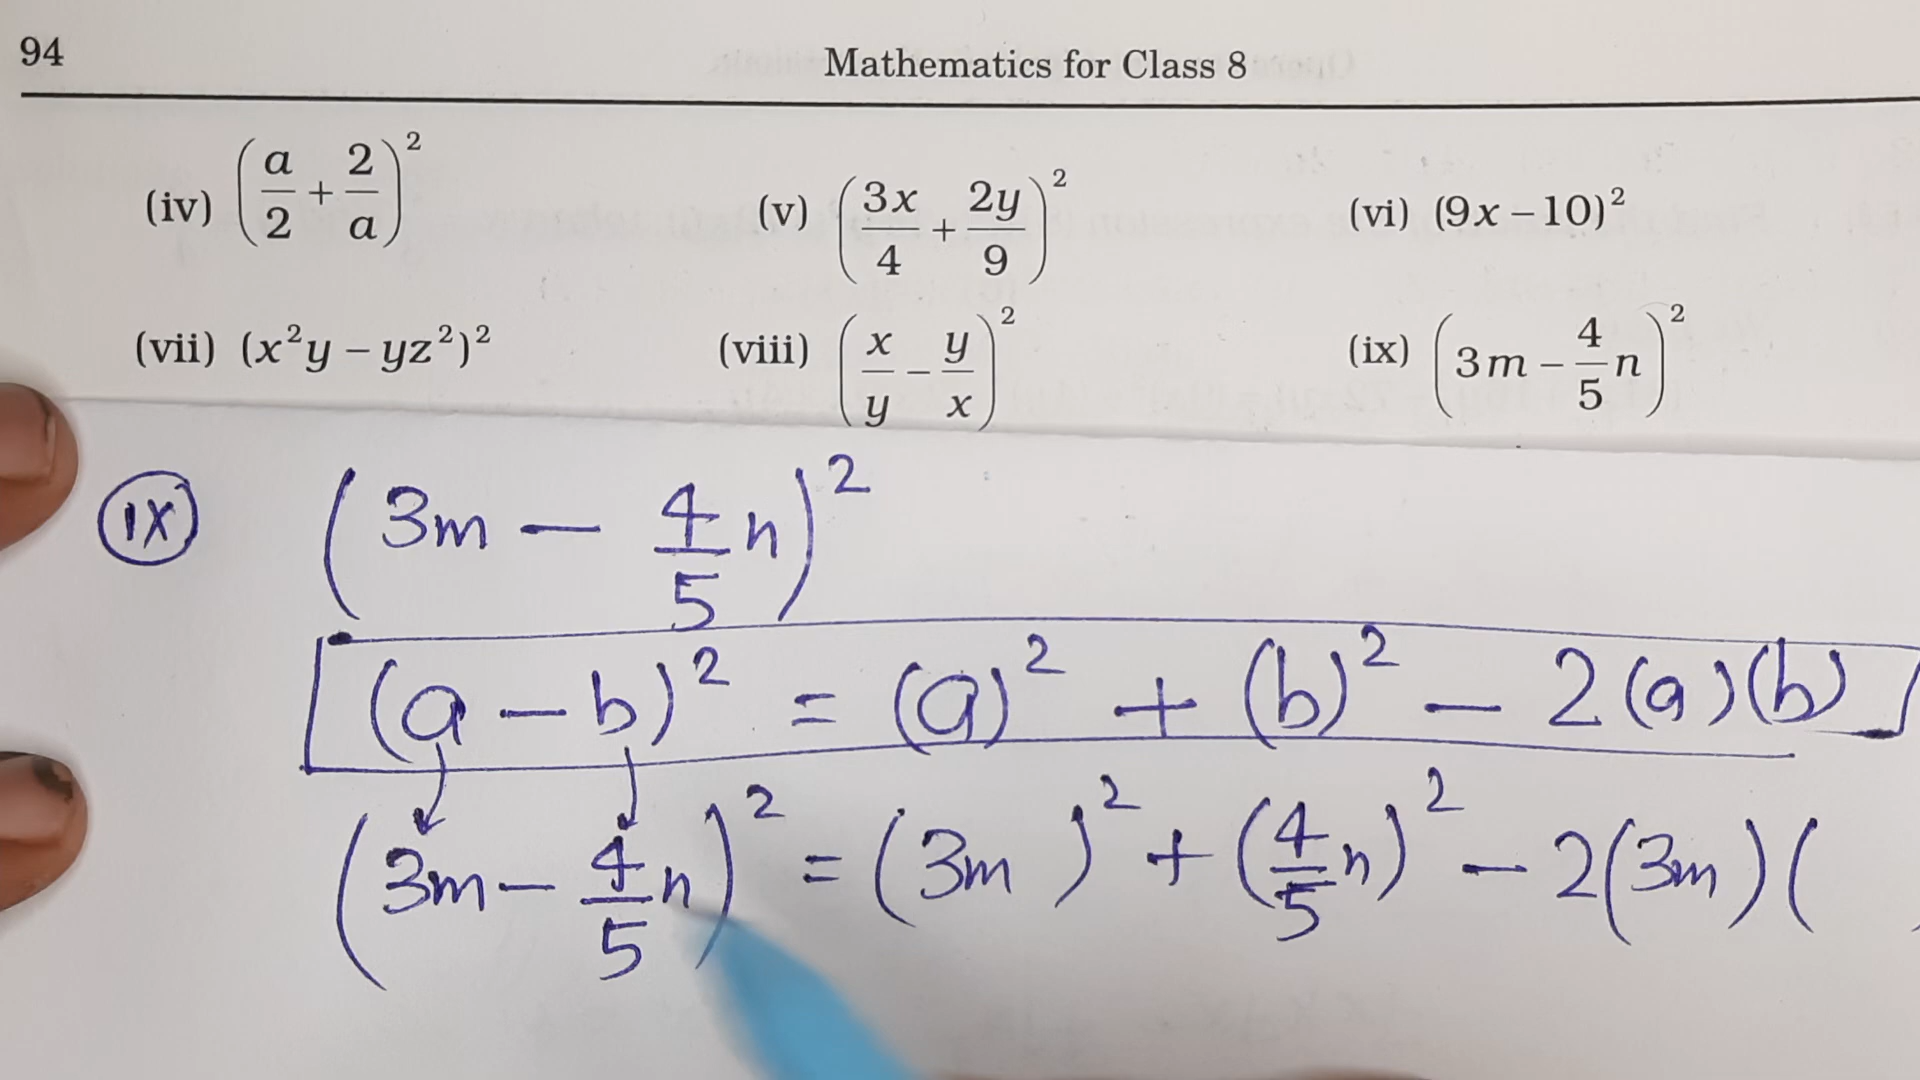 94 Mathematics for Class 8
(iv) (a/2 + 2/a)² (v) (3x/4 + 2y/9)² (vi) (9x – 10)²
(vii) (x²y – yz²)² (viii) (x/y – y/x)² (ix) (3m – 4/5 n)²
ix (3m – 4/5 n)²
(a – b)² = (a)² + (b)² – 2(a)(b)
(3m – 4/5 n)² = (3m)² + (4/5 n)² – 2(3m)(